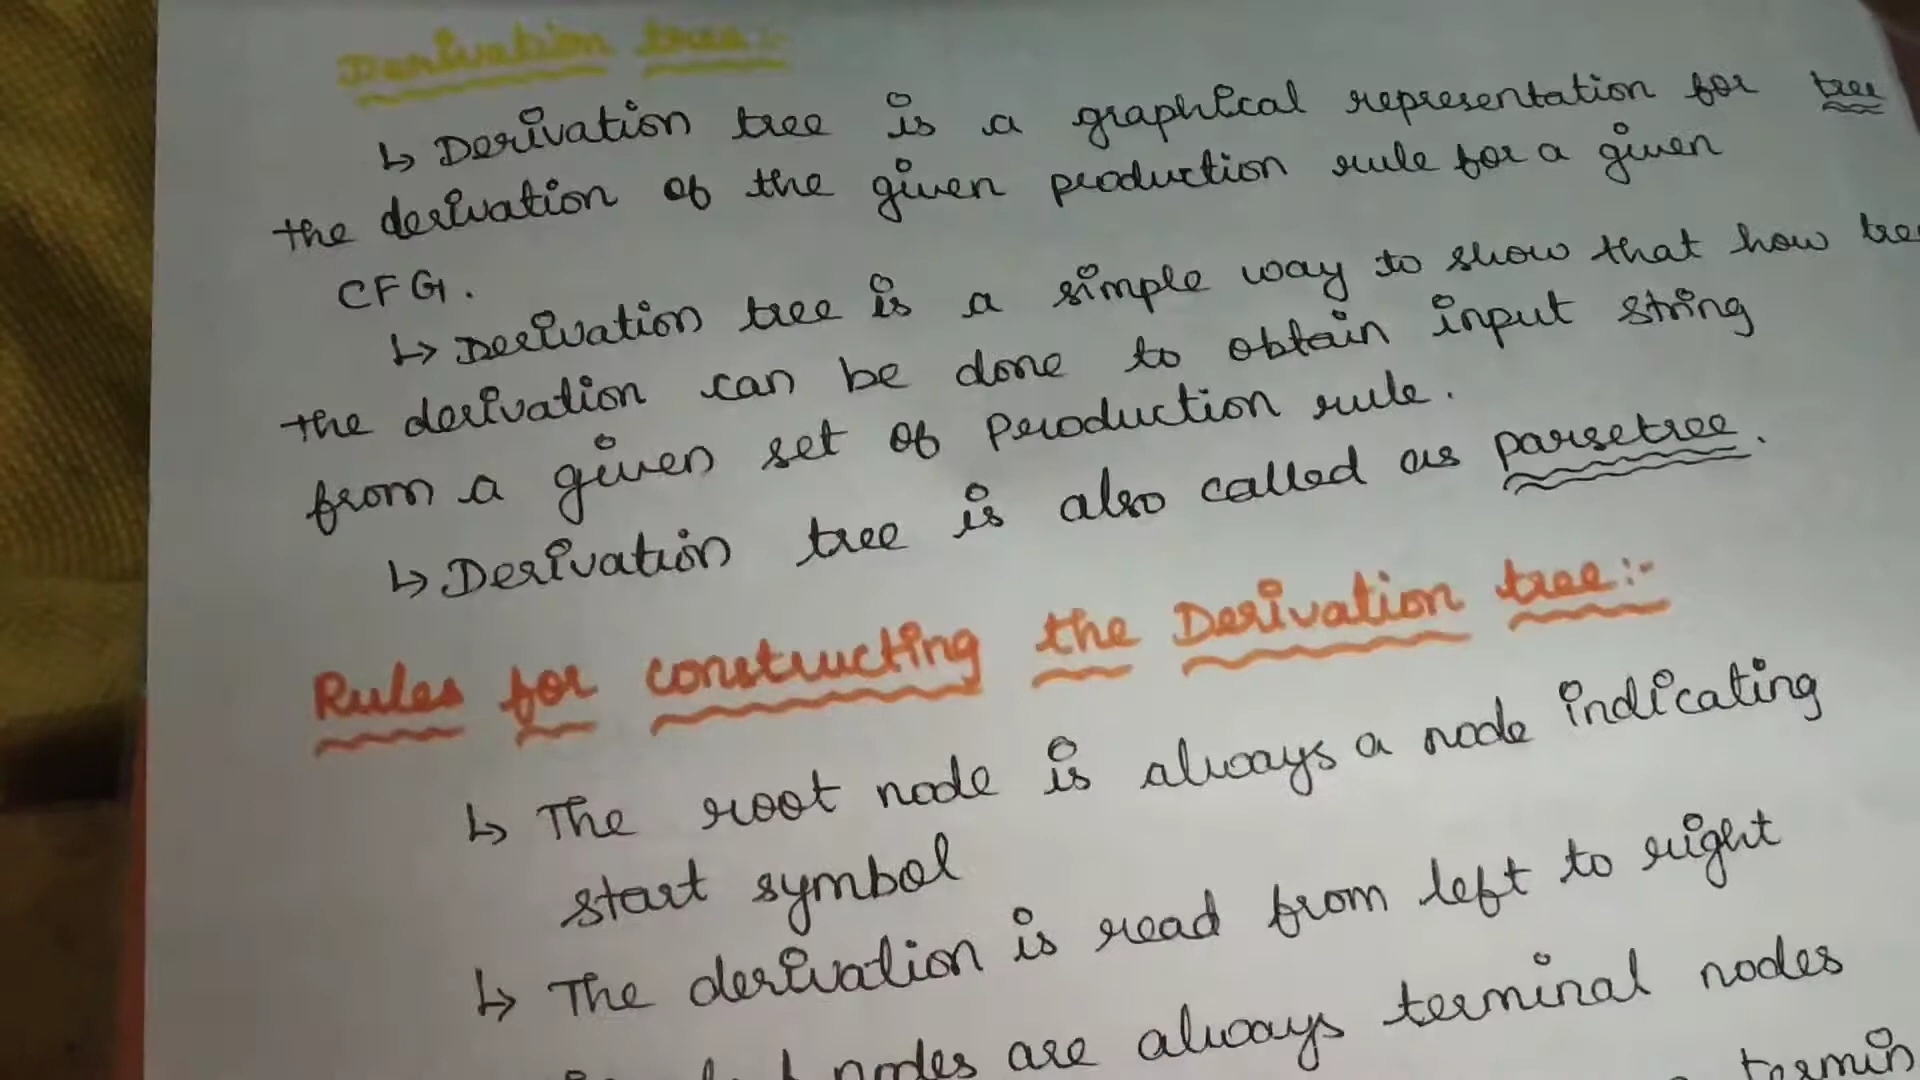 Derivation tree:-
↳ Derivation tree is a graphical representation for tree
the derivation of the given production rule for a given
CFG.
↳ Derivation tree is a simple way to show that how tree
the derivation can be done to obtain input string
from a given set of production rule.
↳ Derivation tree is also called as parsetree.
Rules for constructing the Derivation tree:-
↳ The root node is always a node indicating
start symbol
↳ The derivation is read from left to right
nodes are always terminal nodes